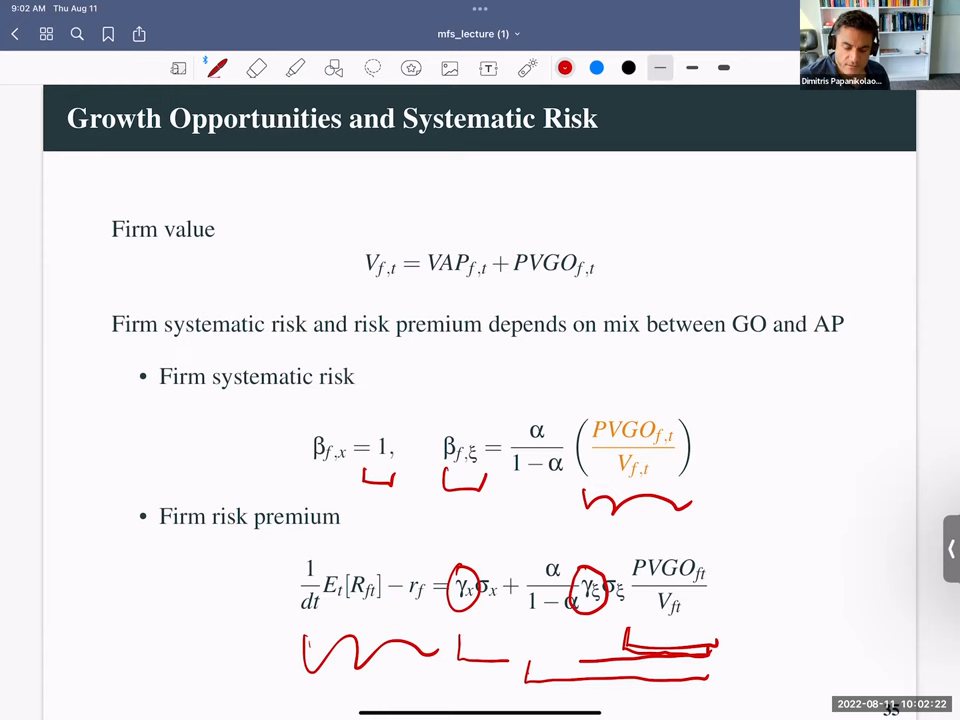 9:02 AM Thu Aug 11
mfs_lecture (1)
Dimitris Papanikolao...
Growth Opportunities and Systematic Risk
Firm value
V_{f,t} = VAP_{f,t} + PVGO_{f,t}
Firm systematic risk and risk premium depends on mix between GO and AP
• Firm systematic risk
β_{f,x} = 1, β_{f,ξ} = α/(1 − α) (PVGO_{f,t}/V_{f,t})
• Firm risk premium
1/dt E_t[R_{ft}] − r_f = γ_x σ_x + α/(1 − α) γ_ξ σ_ξ PVGO_{ft}/V_{ft}
2022-08-11 10:02:22
35